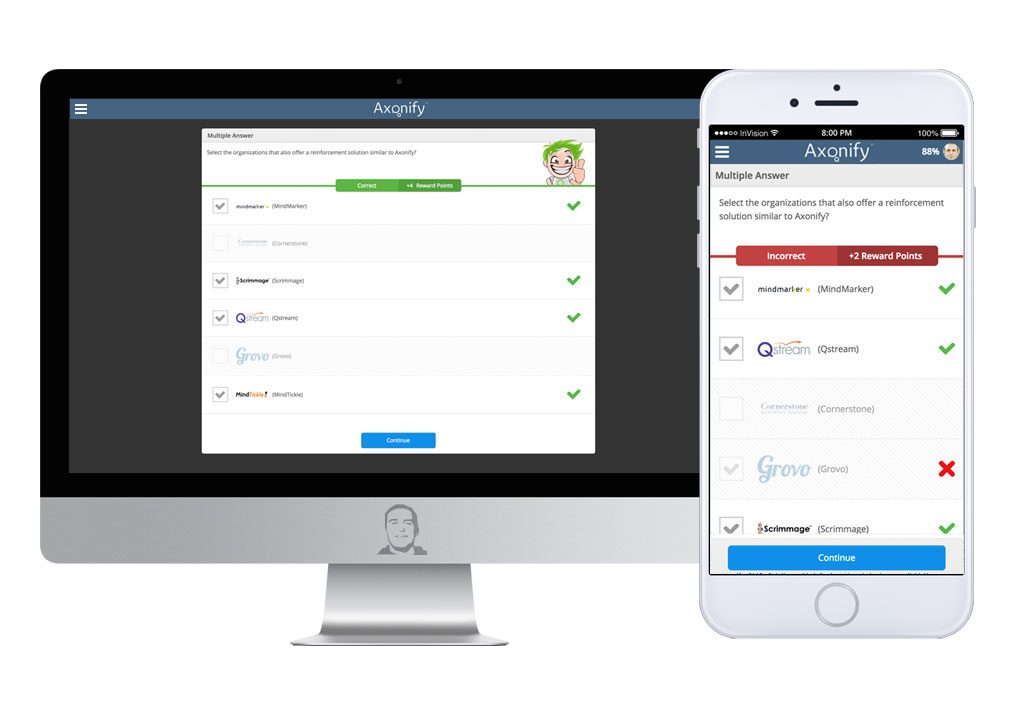 Axonify
Multiple Answer
Select the organizations that also offer a reinforcement solution similar to Axonify?
Correct +4 Reward Points
mindmarker x (MindMarker)
Cornerstone (Cornerstone)
Scrimmage (Scrimmage)
Qstream (Qstream)
Grovo (Grovo)
MindTickle! (MindTickle)
Continue
InVision 8:00 PM 100%
Axonify 88%
Multiple Answer
Select the organizations that also offer a reinforcement
solution similar to Axonify?
Incorrect +2 Reward Points
mindmarker x (MindMarker)
Qstream (Qstream)
Cornerstone (Cornerstone)
Grovo (Grovo)
Scrimmage (Scrimmage)
Continue